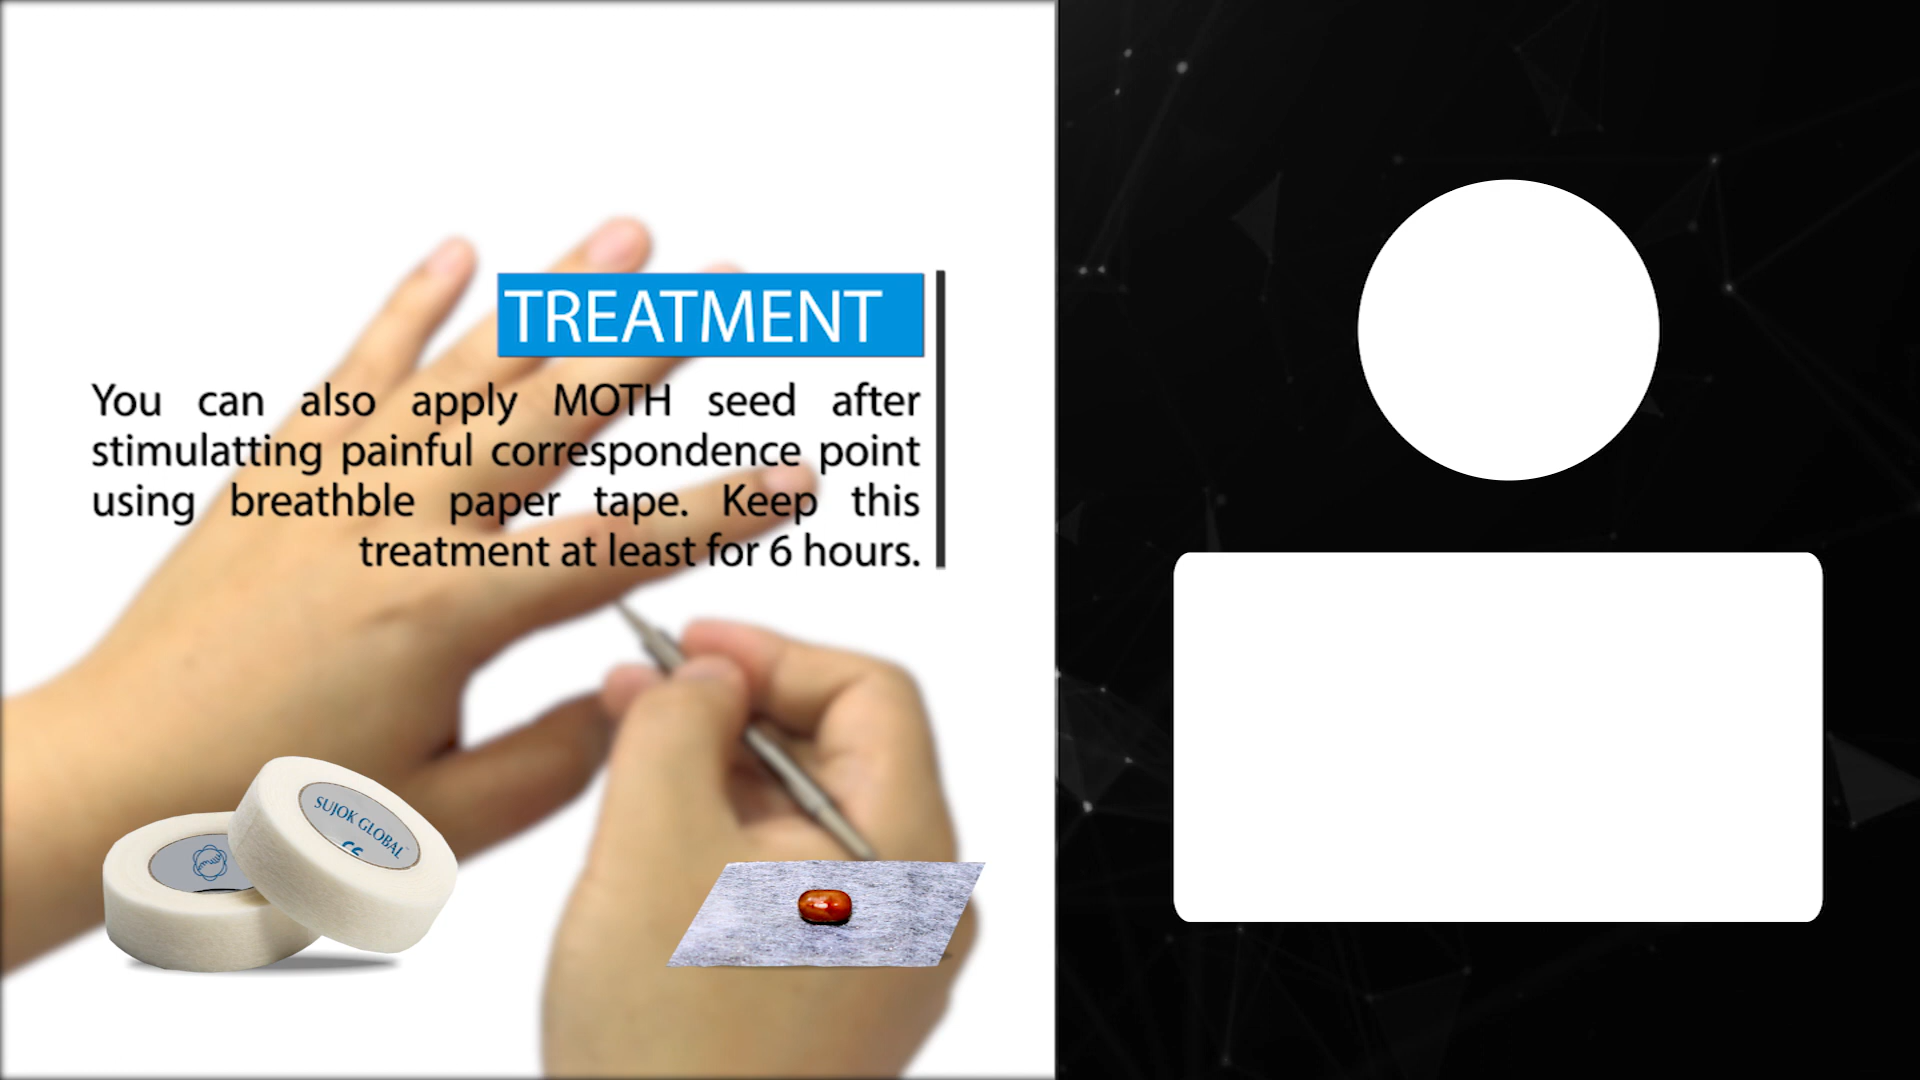 TREATMENT
You can also apply MOTH seed after
stimulatting painful correspondence point
using breathble paper tape. Keep this
treatment at least for 6 hours.
SUJOK GLOBAL